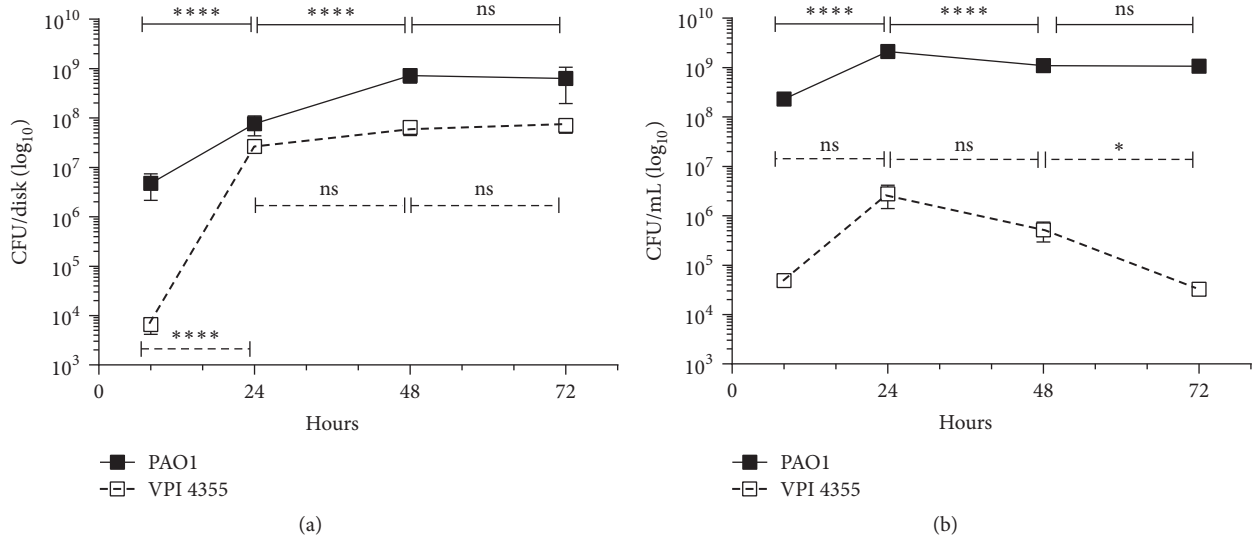 **** **** ns
10^10
10^9
10^8
10^7
10^6
10^5
10^4
10^3
CFU/disk (log10)
ns ns
****
0 24 48 72
Hours
PAO1
VPI 4355
(a)
**** **** ns
10^10
10^9
10^8
10^7
10^6
10^5
10^4
10^3
CFU/mL (log10)
ns ns *
0 24 48 72
Hours
PAO1
VPI 4355
(b)